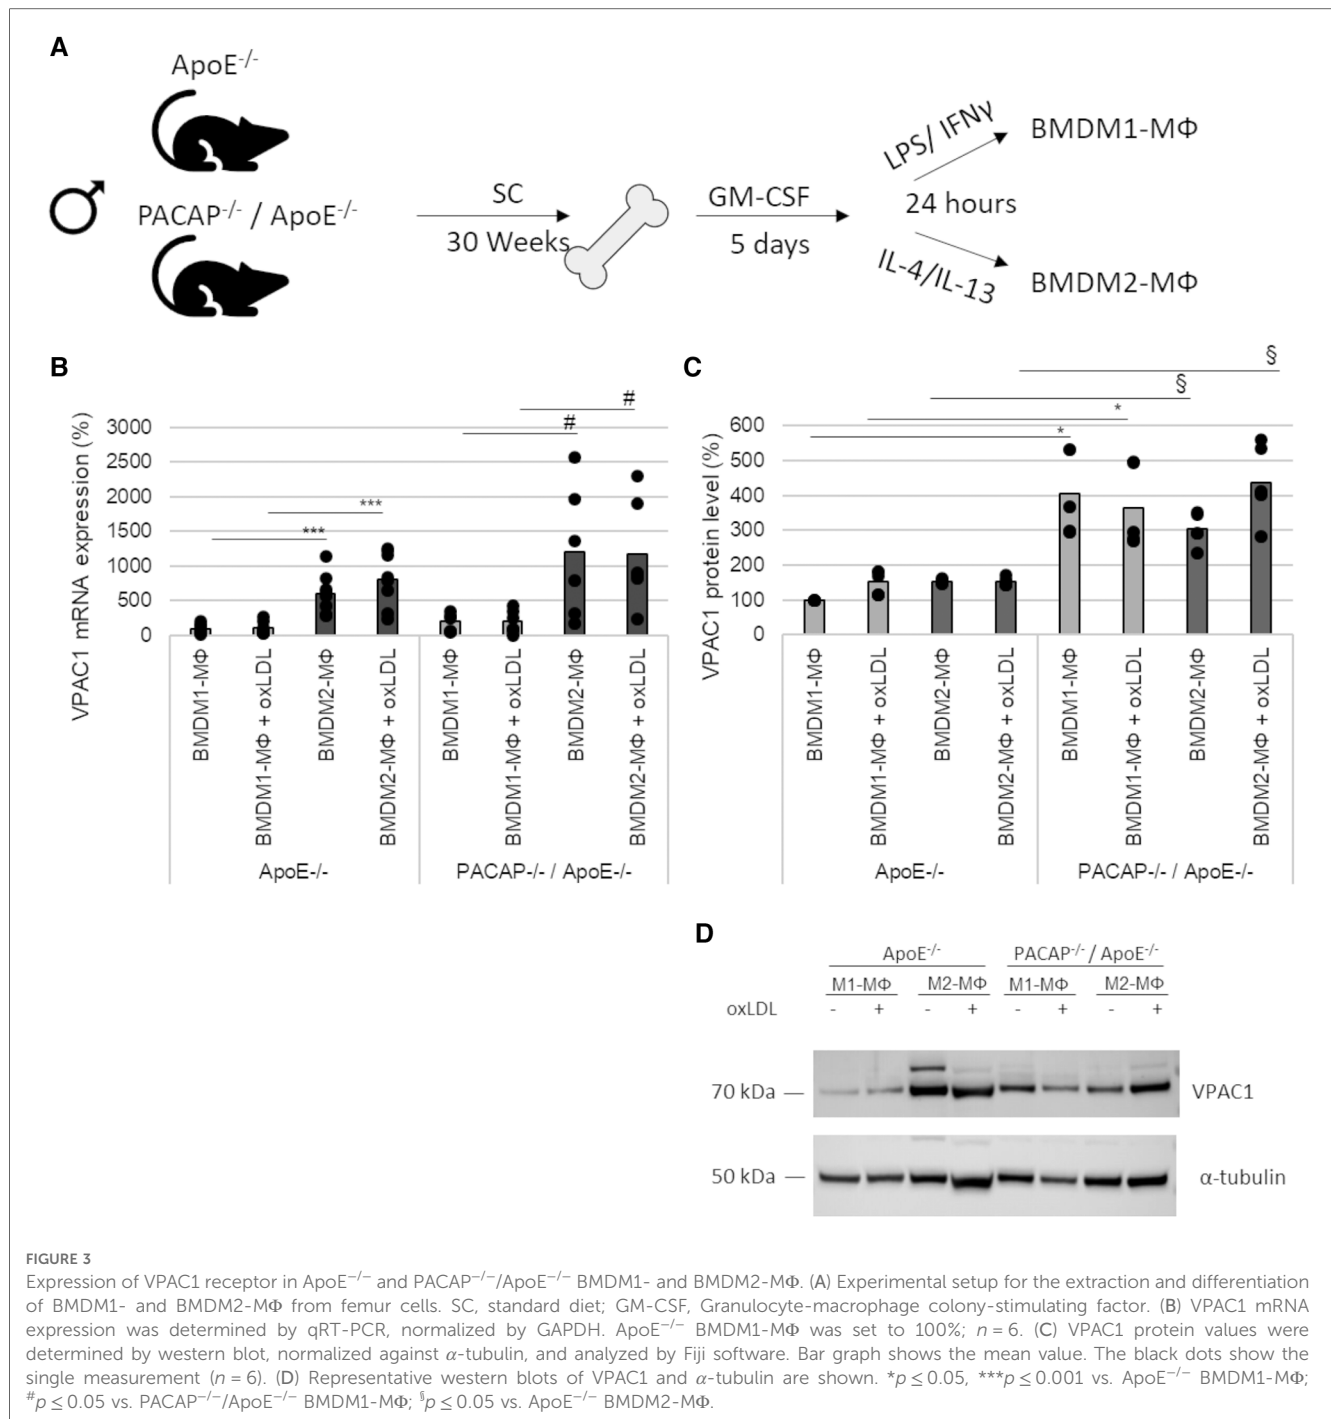 A
ApoE-/-
PACAP-/- / ApoE-/-
SC
30 Weeks
GM-CSF
5 days
LPS/ IFNγ
24 hours
IL-4/IL-13
BMDM1-MΦ
BMDM2-MΦ
B
VPAC1 mRNA expression (%)
3000
2500
2000
1500
1000
500
0
***
***
#
#
BMDM1-MΦ
BMDM1-MΦ + oxLDL
BMDM2-MΦ
BMDM2-MΦ + oxLDL
BMDM1-MΦ
BMDM1-MΦ + oxLDL
BMDM2-MΦ
BMDM2-MΦ + oxLDL
ApoE-/-
PACAP-/- / ApoE-/-
C
VPAC1 protein level (%)
600
500
400
300
200
100
0
*
*
§
§
BMDM1-MΦ
BMDM1-MΦ + oxLDL
BMDM2-MΦ
BMDM2-MΦ + oxLDL
BMDM1-MΦ
BMDM1-MΦ + oxLDL
BMDM2-MΦ
BMDM2-MΦ + oxLDL
ApoE-/-
PACAP-/- / ApoE-/-
D
ApoE-/- PACAP-/- / ApoE-/-
M1-MΦ M2-MΦ M1-MΦ M2-MΦ
oxLDL - + - + - + - +
70 kDa VPAC1
50 kDa α-tubulin
FIGURE 3
Expression of VPAC1 receptor in ApoE−/− and PACAP−/−/ApoE−/− BMDM1- and BMDM2-MΦ. (A) Experimental setup for the extraction and differentiation
of BMDM1- and BMDM2-MΦ from femur cells. SC, standard diet; GM-CSF, Granulocyte-macrophage colony-stimulating factor. (B) VPAC1 mRNA
expression was determined by qRT-PCR, normalized by GAPDH. ApoE−/− BMDM1-MΦ was set to 100%; n = 6. (C) VPAC1 protein values were
determined by western blot, normalized against α-tubulin, and analyzed by Fiji software. Bar graph shows the mean value. The black dots show the
single measurement (n = 6). (D) Representative western blots of VPAC1 and α-tubulin are shown. *p ≤ 0.05, ***p ≤ 0.001 vs. ApoE−/− BMDM1-MΦ;
#p ≤ 0.05 vs. PACAP−/−/ApoE−/− BMDM1-MΦ; §p ≤ 0.05 vs. ApoE−/− BMDM2-MΦ.